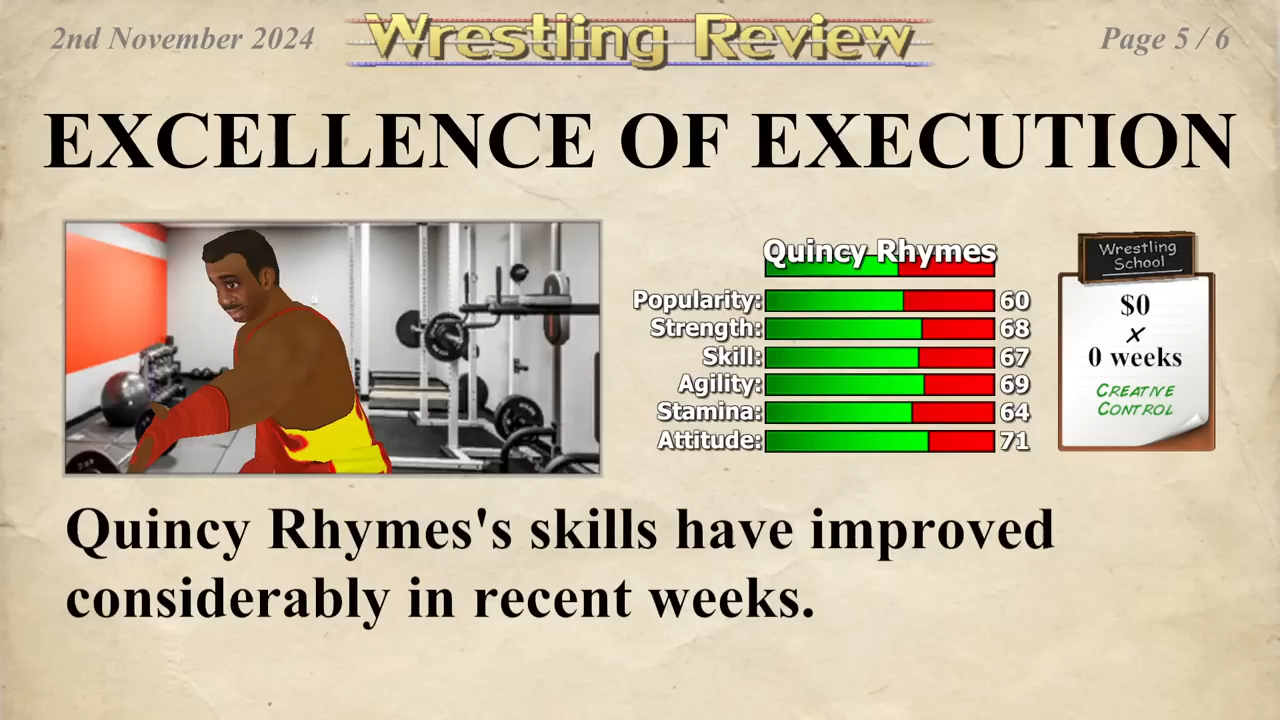 2nd November 2024
Wrestling Review
Page 5 / 6
EXCELLENCE OF EXECUTION
Quincy Rhymes
Popularity: 60
Strength: 68
Skill: 67
Agility: 69
Stamina: 64
Attitude: 71
Wrestling
School
$0
x
0 weeks
CREATIVE
CONTROL
Quincy Rhymes's skills have improved
considerably in recent weeks.